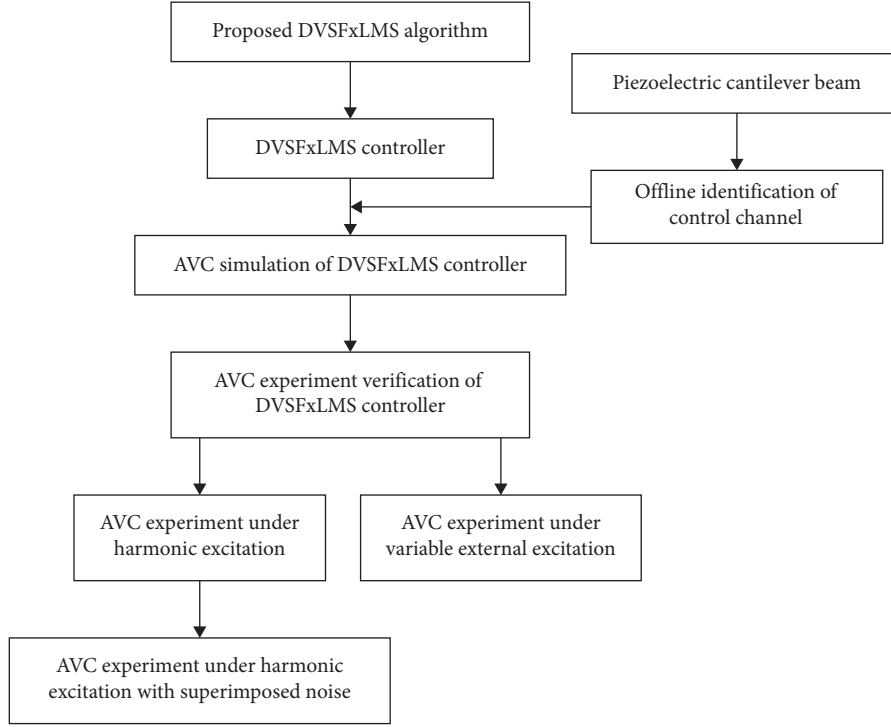 Proposed DVSFxLMS algorithm
Piezoelectric cantilever beam
DVSFxLMS controller
Offline identification of
control channel
AVC simulation of DVSFxLMS controller
AVC experiment verification of
DVSFxLMS controller
AVC experiment under
harmonic excitation
AVC experiment under
variable external excitation
AVC experiment under harmonic
excitation with superimposed noise